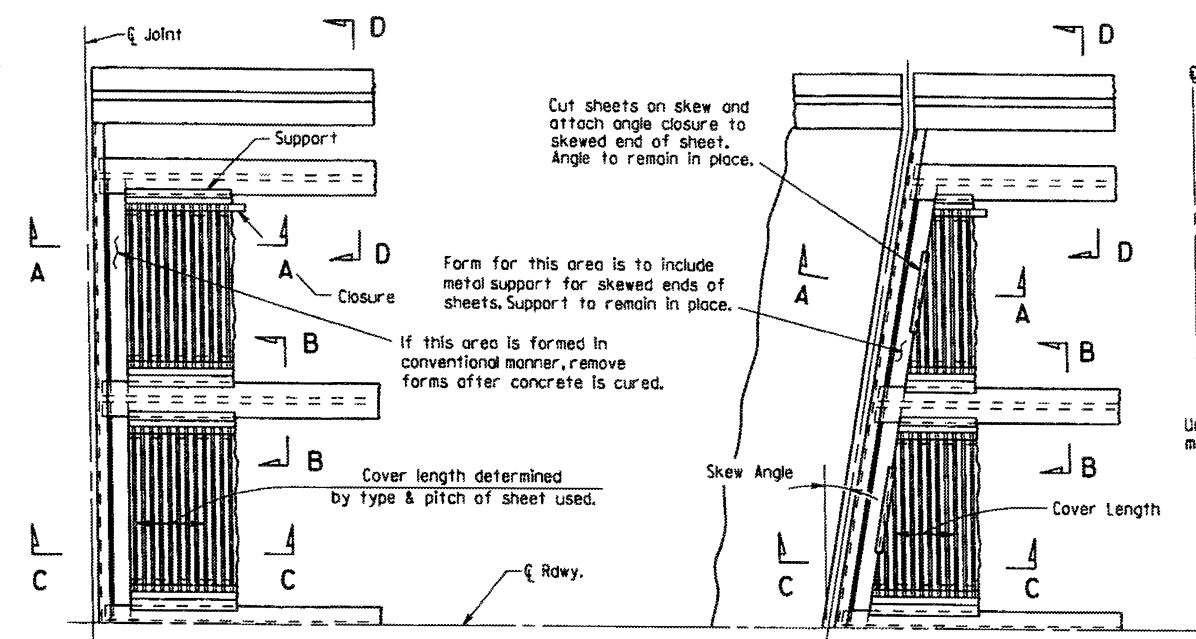 ℄ Joint
D
D
Support
Cut sheets on skew and
attach angle closure to
skewed end of sheet.
Angle to remain in place.
A
A
D
Closure
Form for this area is to include
metal support for skewed ends of
sheets. Support to remain in place.
A
A
D
If this area is formed in
conventional manner, remove
forms after concrete is cured.
B
B
B
B
Cover length determined
by type & pitch of sheet used.
Skew Angle
Cover Length
C
C
C
C
℄ Rdwy.